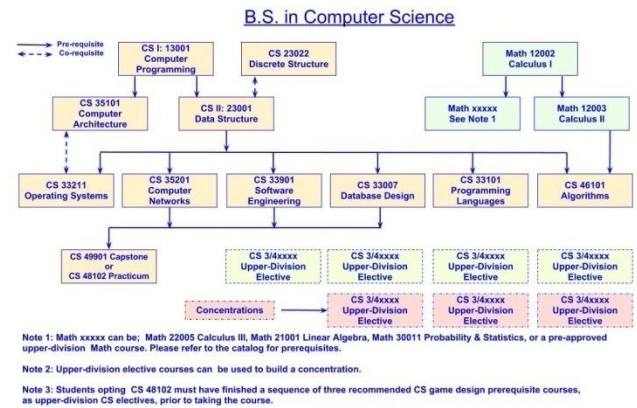 B.S. in Computer Science
Pre-requisite
Co-requisite
CS I: 13001
Computer
Programming
CS 23022
Discrete Structure
Math 12002
Calculus I
CS 35101
Computer
Architecture
CS II: 23001
Data Structure
Math xxxxx
See Note 1
Math 12003
Calculus II
CS 33211
Operating Systems
CS 35201
Computer
Networks
CS 33901
Software
Engineering
CS 33007
Database Design
CS 33101
Programming
Languages
CS 46101
Algorithms
CS 49901 Capstone
or
CS 48102 Practicum
CS 3/4xxxx
Upper-Division
Elective
CS 3/4xxxx
Upper-Division
Elective
CS 3/4xxxx
Upper-Division
Elective
CS 3/4xxxx
Upper-Division
Elective
Concentrations
CS 3/4xxxx
Upper-Division
Elective
CS 3/4xxxx
Upper-Division
Elective
CS 3/4xxxx
Upper-Division
Elective
Note 1: Math xxxxx can be; Math 22005 Calculus III, Math 21001 Linear Algebra, Math 30011 Probability & Statistics, or a pre-approved
upper-division Math course. Please refer to the catalog for prerequisites.
Note 2: Upper-division elective courses can be used to build a concentration.
Note 3: Students opting CS 48102 must have finished a sequence of three recommended CS game design prerequisite courses,
as upper-division CS electives, prior to taking the course.